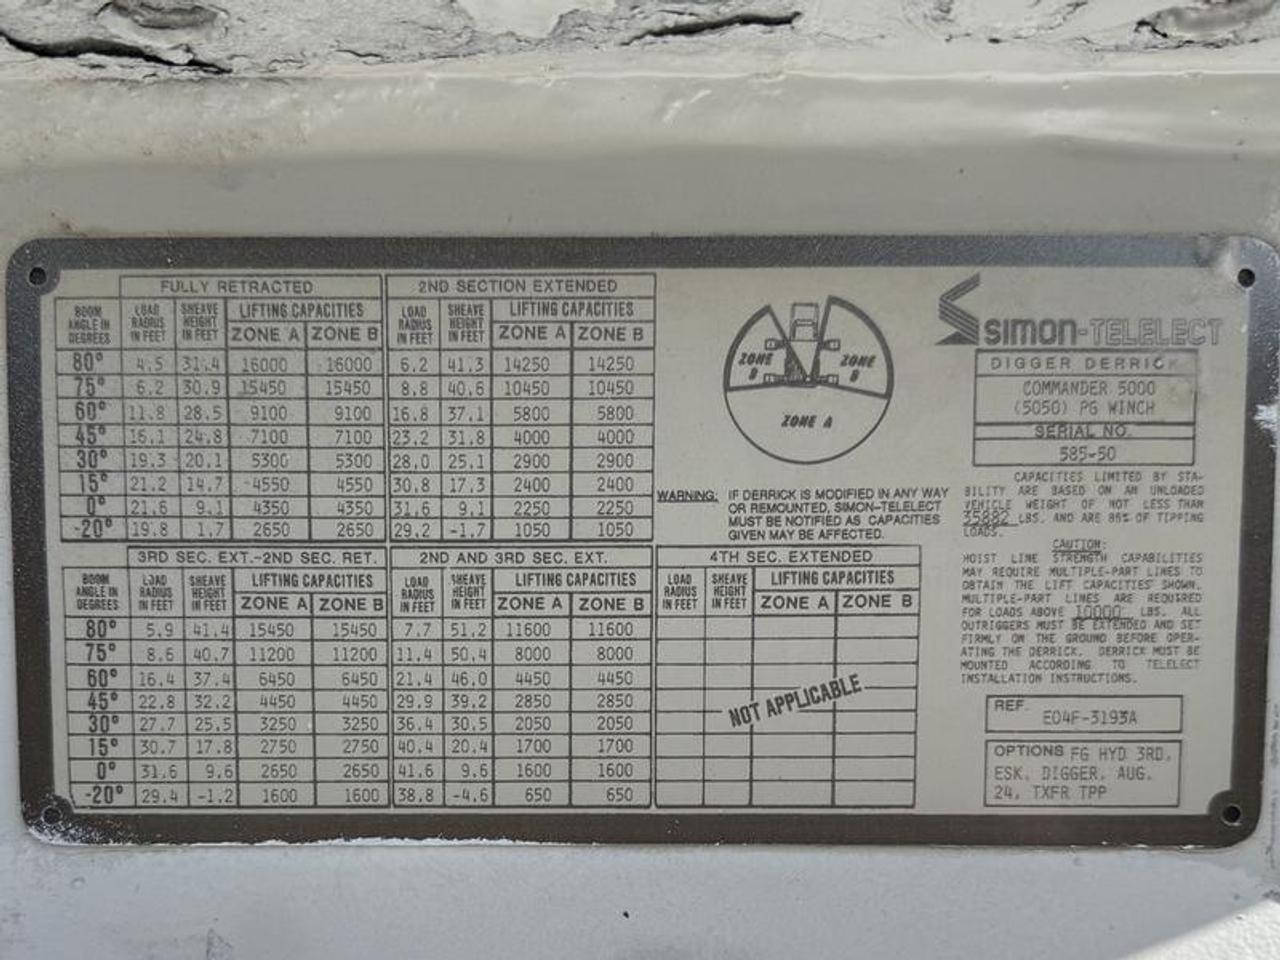 FULLY RETRACTED
2ND SECTION EXTENDED
BOOM ANGLE IN DEGREES LOAD RADIUS IN FEET SHEAVE HEIGHT IN FEET LIFTING CAPACITIES ZONE A ZONE B LOAD RADIUS IN FEET SHEAVE HEIGHT IN FEET LIFTING CAPACITIES ZONE A ZONE B
80° 4.5 31.4 16000 16000 6.2 41.3 14250 14250
75° 6.2 30.9 15450 15450 8.8 40.6 10450 10450
60° 11.8 28.5 9100 9100 16.8 37.1 5800 5800
45° 16.1 24.8 7100 7100 23.2 31.8 4000 4000
30° 19.3 20.1 5300 5300 28.0 25.1 2900 2900
15° 21.2 14.7 4550 4550 30.8 17.3 2400 2400
0° 21.6 9.1 4350 4350 31.6 9.1 2250 2250
-20° 19.8 1.7 2650 2650 29.2 -1.7 1050 1050
3RD SEC. EXT.-2ND SEC. RET. 2ND AND 3RD SEC. EXT. 4TH SEC. EXTENDED
BOOM ANGLE IN DEGREES LOAD RADIUS IN FEET SHEAVE HEIGHT IN FEET LIFTING CAPACITIES ZONE A ZONE B LOAD RADIUS IN FEET SHEAVE HEIGHT IN FEET LIFTING CAPACITIES ZONE A ZONE B LOAD RADIUS IN FEET SHEAVE HEIGHT IN FEET LIFTING CAPACITIES ZONE A ZONE B
80° 5.9 41.4 15450 15450 7.7 51.2 11600 11600
75° 8.6 40.7 11200 11200 11.4 50.4 8000 8000
60° 16.4 37.4 6450 6450 21.4 46.0 4450 4450
45° 22.8 32.2 4450 4450 29.9 39.2 2850 2850
30° 27.7 25.5 3250 3250 36.4 30.5 2050 2050
15° 30.7 17.8 2750 2750 40.4 20.4 1700 1700
0° 31.6 9.6 2650 2650 41.6 9.6 1600 1600
-20° 29.4 -1.2 1600 1600 38.8 -4.6 650 650
NOT APPLICABLE
ZONE B
ZONE B
ZONE A
WARNING: IF DERRICK IS MODIFIED IN ANY WAY
OR REMOUNTED, SIMON-TELELECT
MUST BE NOTIFIED AS CAPACITIES
GIVEN MAY BE AFFECTED.
SIMON-TELELECT
DIGGER DERRICK
COMMANDER 5000
(5050) PG WINCH
SERIAL NO.
585-50
CAPACITIES LIMITED BY STA-
BILITY ARE BASED ON AN UNLOADED
VEHICLE WEIGHT OF NOT LESS THAN
35882 LBS. AND ARE 85% OF TIPPING
LOADS.
CAUTION:
HOIST LINE STRENGTH CAPABILITIES
MAY REQUIRE MULTIPLE-PART LINES TO
OBTAIN THE LIFT CAPACITIES SHOWN.
MULTIPLE-PART LINES ARE REQUIRED
FOR LOADS ABOVE 10000 LBS. ALL
OUTRIGGERS MUST BE EXTENDED AND SET
FIRMLY ON THE GROUND BEFORE OPER-
ATING THE DERRICK. DERRICK MUST BE
MOUNTED ACCORDING TO TELELECT
INSTALLATION INSTRUCTIONS.
REF. E04F-3193A
OPTIONS FG HYD 3RD,
ESK, DIGGER, AUG.
24, TXFR TPP